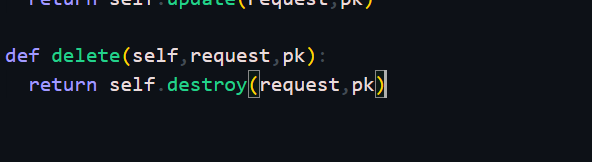 return self.update(request,pk)
def delete(self,request,pk):
return self.destroy(request,pk)